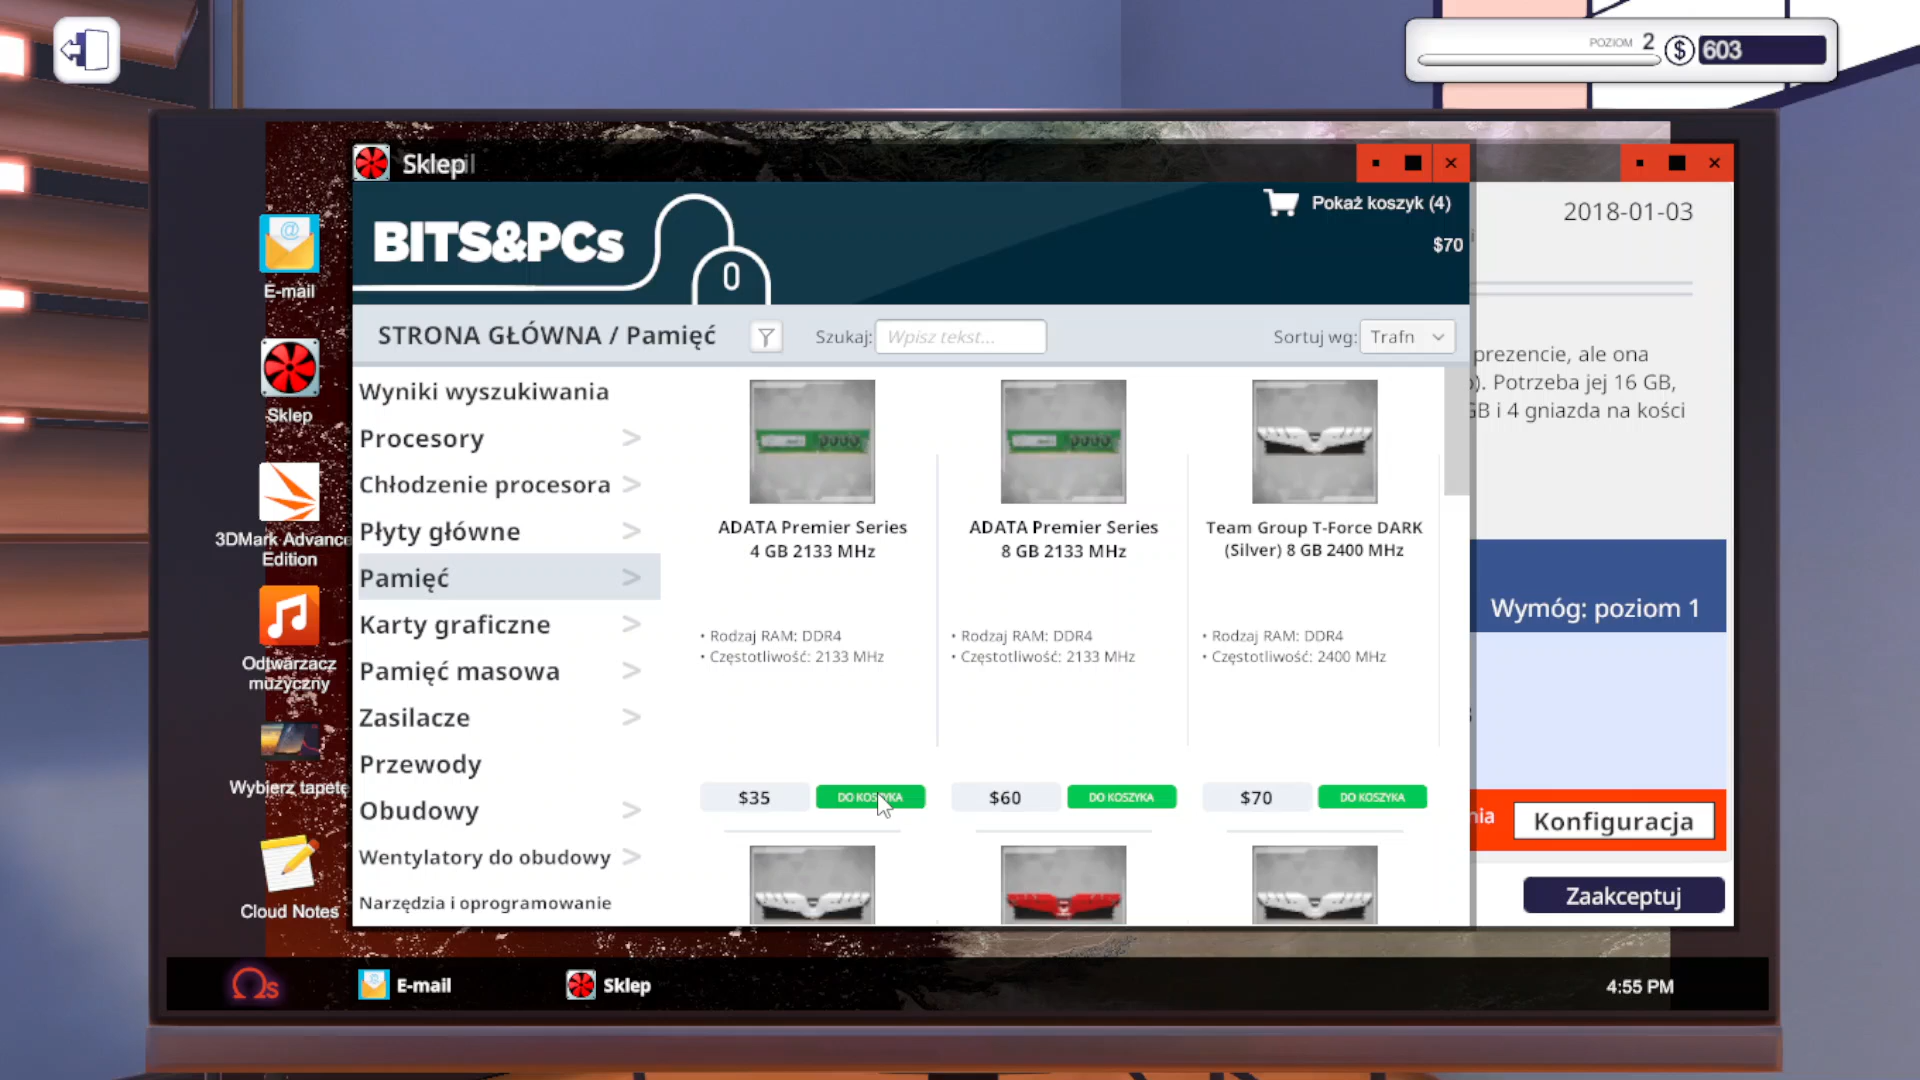 POZIOM 2 $ 603
Sklep
2018-01-03
BITS&PCs
Pokaż koszyk (4)
$70
STRONA GŁÓWNA / Pamięć
Szukaj: Wpisz tekst...
Sortuj wg: Trafn
Wyniki wyszukiwania
Procesory >
Chłodzenie procesora >
Płyty główne >
Pamięć >
Karty graficzne >
Pamięć masowa >
Zasilacze >
Przewody
Obudowy >
Wentylatory do obudowy >
Narzędzia i oprogramowanie
ADATA Premier Series
4 GB 2133 MHz
• Rodzaj RAM: DDR4
• Częstotliwość: 2133 MHz
$35 DO KOSZYKA
ADATA Premier Series
8 GB 2133 MHz
• Rodzaj RAM: DDR4
• Częstotliwość: 2133 MHz
$60 DO KOSZYKA
Team Group T-Force DARK
(Silver) 8 GB 2400 MHz
• Rodzaj RAM: DDR4
• Częstotliwość: 2400 MHz
$70 DO KOSZYKA
prezencie, ale ona
). Potrzeba jej 16 GB,
GB i 4 gniazda na kości
Wymóg: poziom 1
nia
Konfiguracja
Zaakceptuj
E-mail
Sklep
3DMark Advance
Edition
Odtwarzacz
muzyczny
Wybierz tapetę
Cloud Notes
Ωs
E-mail
Sklep
4:55 PM